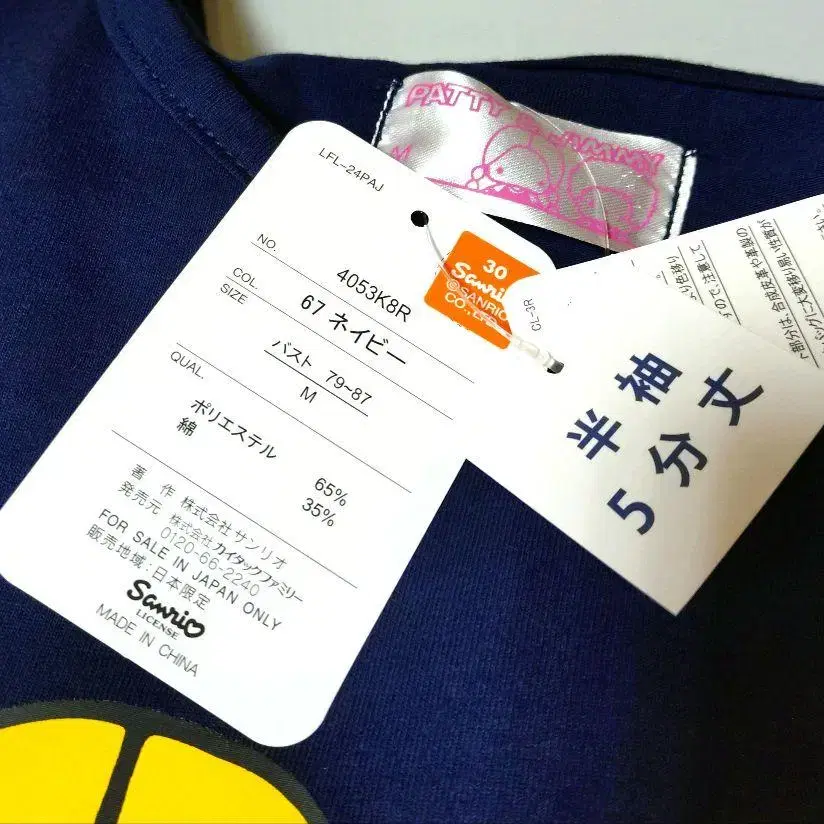 PATTY & JIMMY
M
LFL-24PAJ
NO. 4053K8R
COL. 67 ネイビー
SIZE バスト 79~87
M
QUAL.
ポリエステル 65%
綿 35%
著 作 株式会社サンリオ
発売元 株式会社カイタックファミリー
0120-66-2240
FOR SALE IN JAPAN ONLY
販売地域:日本限定
Sanrio
LICENSE
MADE IN CHINA
30
Sanrio
©SANRIO
CO.,LTD.
CL-3R
半袖
5分丈